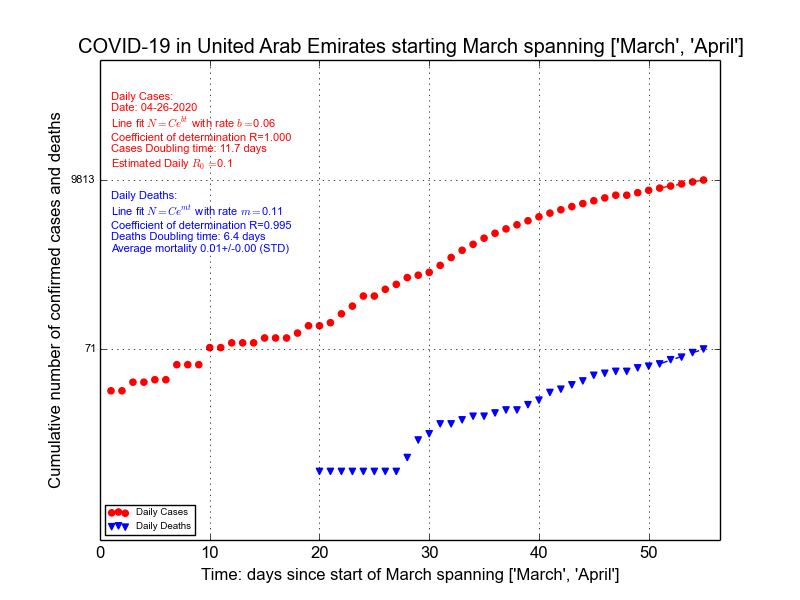 COVID-19 in United Arab Emirates starting March spanning ['March', 'April']
Daily Cases:
Date: 04-26-2020
Line fit N = Ce^{bt} with rate b = 0.06
Coefficient of determination R=1.000
Cases Doubling time: 11.7 days
Estimated Daily R_0 = 0.1
9813
Daily Deaths:
Line fit N = Ce^{mt} with rate m = 0.11
Coefficient of determination R=0.995
Deaths Doubling time: 6.4 days
Average mortality 0.01+/-0.00 (STD)
71
Cumulative number of confirmed cases and deaths
Daily Cases
Daily Deaths
0 10 20 30 40 50
Time: days since start of March spanning ['March', 'April']